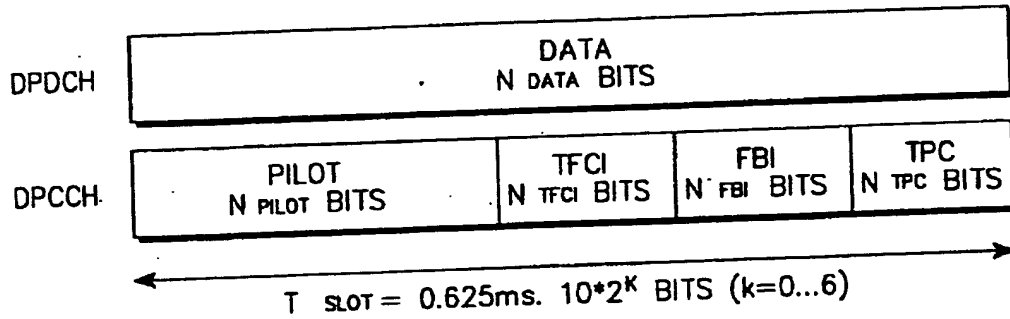 DPDCH
DATA
N DATA BITS
DPCCH
PILOT
N PILOT BITS
TFCI
N TFCI BITS
FBI
N FBI BITS
TPC
N TPC BITS
T SLOT = 0.625ms. 10*2^K BITS (k=0...6)